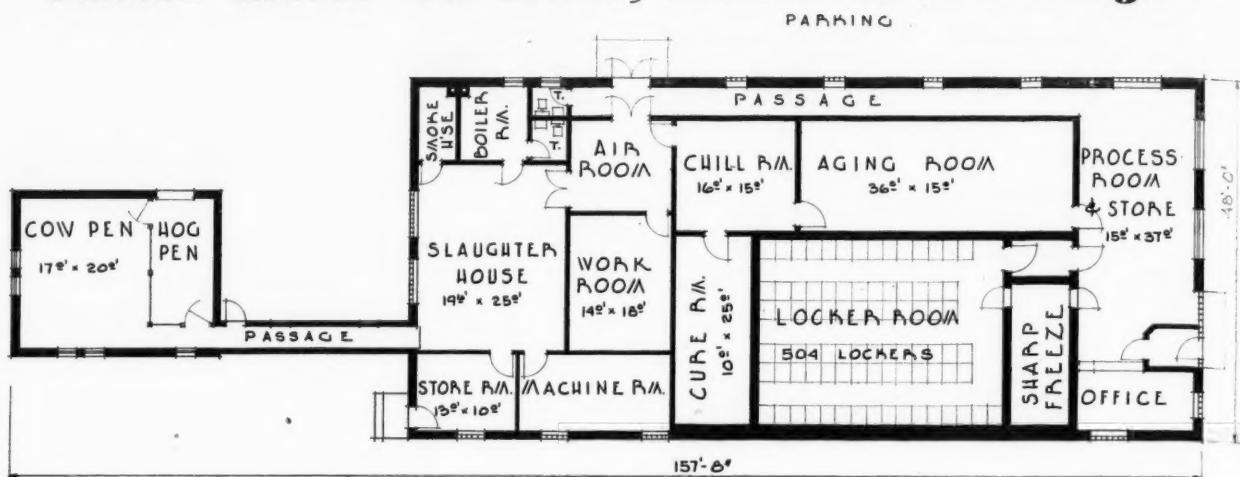 PARKING
PASSAGE
SMOKE H'SE
BOILER RM.
T.
T.
AIR ROOM
CHILL RM.
16⁰' x 15⁰'
AGING ROOM
36⁰' x 15⁰'
PROCESS ROOM & STORE
15⁰' x 37⁰'
48'-0"
COW PEN
17⁰' x 20⁰'
HOG PEN
SLAUGHTER HOUSE
19⁶' x 25⁰'
WORK ROOM
14⁰' x 18⁰'
CURE RM.
10⁰' x 25⁰'
LOCKER ROOM
504 LOCKERS
SHARP FREEZE
PASSAGE
STORE RM.
13⁰' x 10⁰'
MACHINE RM.
OFFICE
157'-8"